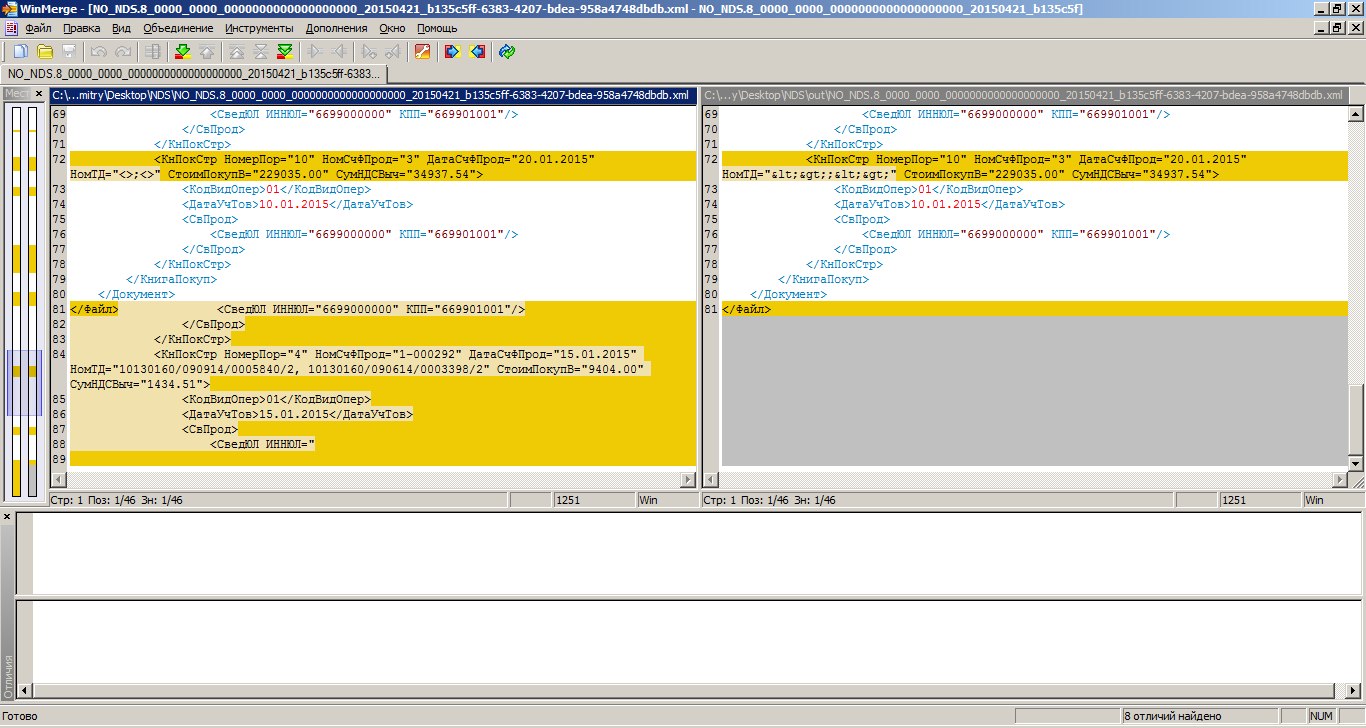 WinMerge - [NO_NDS.8_0000_0000_0000000000000000000_20150421_b135c5ff-6383-4207-bdea-958a4748dbdb.xml - NO_NDS.8_0000_0000_0000000000000000000_20150421_b135c5f]
Файл Правка Вид Объединение Инструменты Дополнения Окно Помощь
NO_NDS.8_0000_0000_0000000000000000000_20150421_b135c5ff-6383...
Мест
C:\...mitry\Desktop\NDS\NO_NDS.8_0000_0000_0000000000000000000_20150421_b135c5ff-6383-4207-bdea-958a4748dbdb.xml
69 <СведЮЛ ИННЮЛ="6699000000" КПП="669901001"/>
70 </СвПрод>
71 </КнПокСтр>
72 <КнПокСтр НомерПор="10" НомСчФПрод="3" ДатаСчФПрод="20.01.2015"
НомТД="<>;<>" СтоимПокупВ="229035.00" СумНДСВыч="34937.54">
73 <КодВидОпер>01</КодВидОпер>
74 <ДатаУчТов>10.01.2015</ДатаУчТов>
75 <СвПрод>
76 <СведЮЛ ИННЮЛ="6699000000" КПП="669901001"/>
77 </СвПрод>
78 </КнПокСтр>
79 </КнигаПокуп>
80 </Документ>
81 </Файл> <СведЮЛ ИННЮЛ="6699000000" КПП="669901001"/>
82 </СвПрод>
83 </КнПокСтр>
84 <КнПокСтр НомерПор="4" НомСчФПрод="1-000292" ДатаСчФПрод="15.01.2015"
НомТД="10130160/090914/0005840/2, 10130160/090614/0003398/2" СтоимПокупВ="9404.00"
СумНДСВыч="1434.51">
85 <КодВидОпер>01</КодВидОпер>
86 <ДатаУчТов>15.01.2015</ДатаУчТов>
87 <СвПрод>
88 <СведЮЛ ИННЮЛ="
89
Стр: 1 Поз: 1/46 Зн: 1/46 1251 Win
C:\...y\Desktop\NDS\out\NO_NDS.8_0000_0000_0000000000000000000_20150421_b135c5ff-6383-4207-bdea-958a4748dbdb.xml
69 <СведЮЛ ИННЮЛ="6699000000" КПП="669901001"/>
70 </СвПрод>
71 </КнПокСтр>
72 <КнПокСтр НомерПор="10" НомСчФПрод="3" ДатаСчФПрод="20.01.2015"
НомТД="&lt;&gt;;&lt;&gt;" СтоимПокупВ="229035.00" СумНДСВыч="34937.54">
73 <КодВидОпер>01</КодВидОпер>
74 <ДатаУчТов>10.01.2015</ДатаУчТов>
75 <СвПрод>
76 <СведЮЛ ИННЮЛ="6699000000" КПП="669901001"/>
77 </СвПрод>
78 </КнПокСтр>
79 </КнигаПокуп>
80 </Документ>
81 </Файл>
Стр: 1 Поз: 1/46 Зн: 1/46 1251 Win
Отличия
Готово 8 отличий найдено NUM